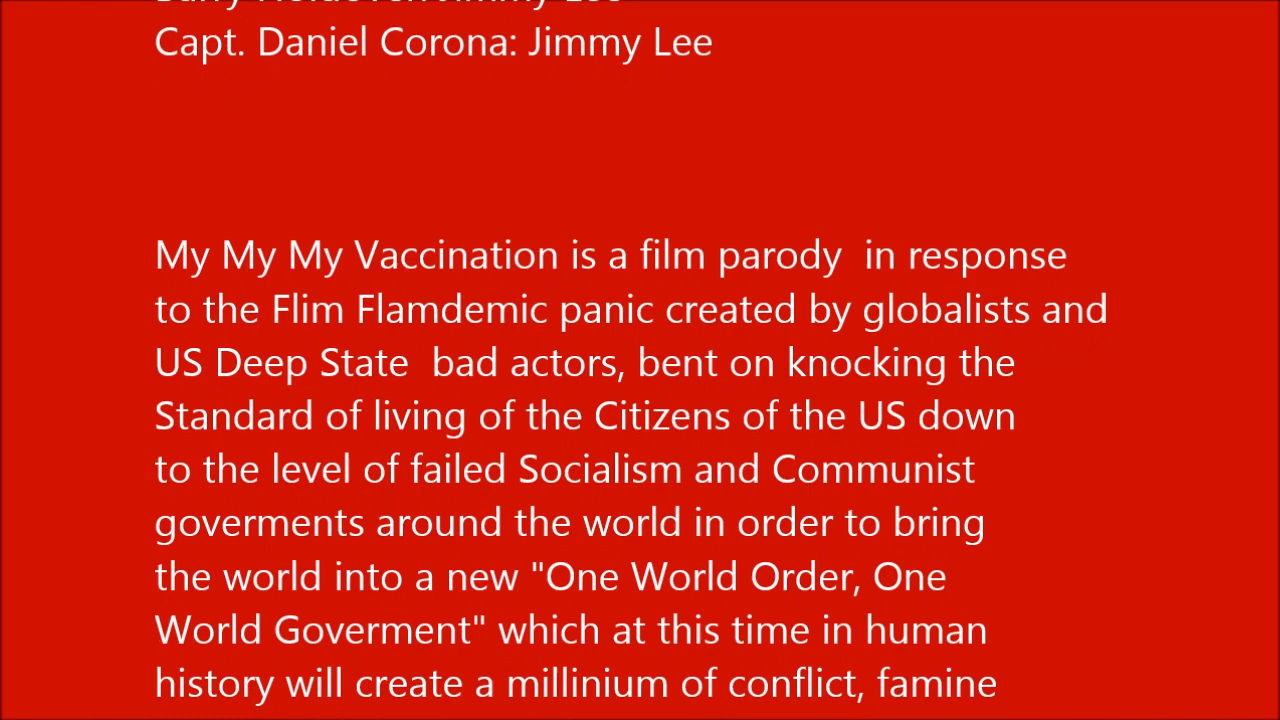 Capt. Daniel Corona: Jimmy Lee
My My My Vaccination is a film parody  in response
to the Flim Flamdemic panic created by globalists and
US Deep State  bad actors, bent on knocking the
Standard of living of the Citizens of the US down
to the level of failed Socialism and Communist
goverments around the world in order to bring
the world into a new "One World Order, One
World Goverment" which at this time in human
history will create a millinium of conflict, famine